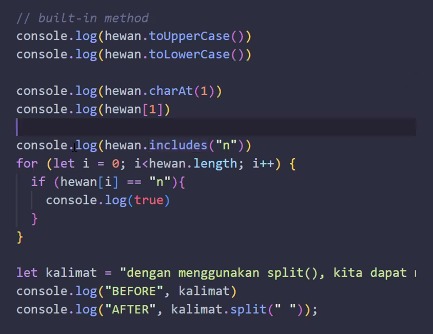 // built-in method
console.log(hewan.toUpperCase())
console.log(hewan.toLowerCase())
console.log(hewan.charAt(1))
console.log(hewan[1])
console.log(hewan.includes("n"))
for (let i = 0; i<hewan.length; i++) {
if (hewan[i] == "n"){
console.log(true)
}
}
let kalimat = "dengan menggunakan split(), kita dapat
console.log("BEFORE", kalimat)
console.log("AFTER", kalimat.split(" "));